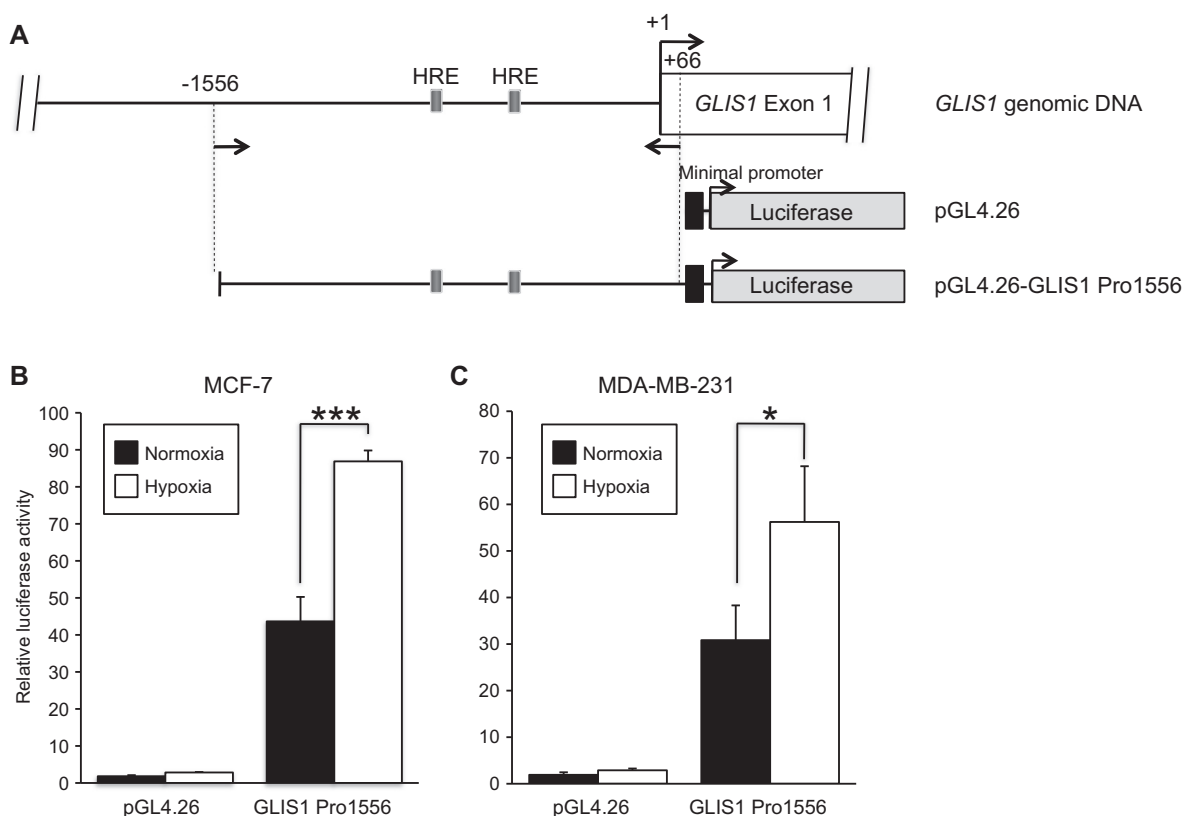 A
+1
+66
-1556
HRE
HRE
GLIS1 Exon 1
GLIS1 genomic DNA
Minimal promoter
Luciferase
pGL4.26
Luciferase
pGL4.26-GLIS1 Pro1556
B
MCF-7
Relative luciferase activity
100
90
80
70
60
50
40
30
20
10
0
Normoxia
Hypoxia
***
pGL4.26
GLIS1 Pro1556
C
MDA-MB-231
80
70
60
50
40
30
20
10
0
Normoxia
Hypoxia
*
pGL4.26
GLIS1 Pro1556